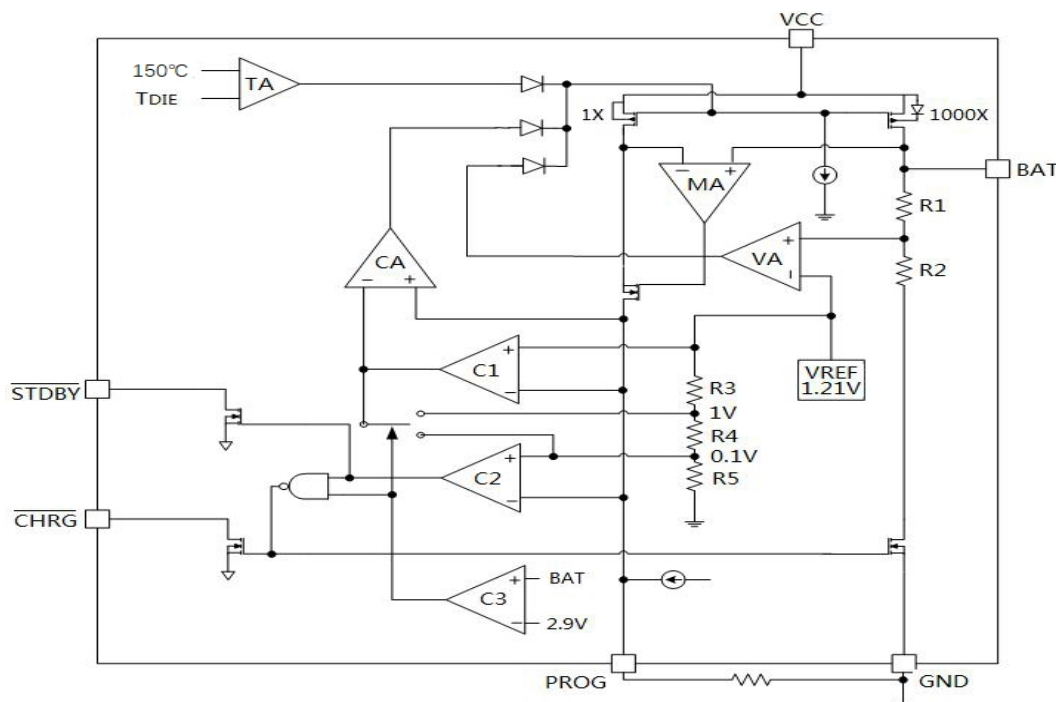 VCC
150℃
TA
TDIE
1X
1000X
− + 
MA
BAT
R1
+
VA
−
R2
CA
− +
VREF
1.21V
+
C1
−
R3
STDBY
1V
R4
0.1V
+
C2
−
R5
CHRG
+ BAT
C3
− 2.9V
PROG
GND